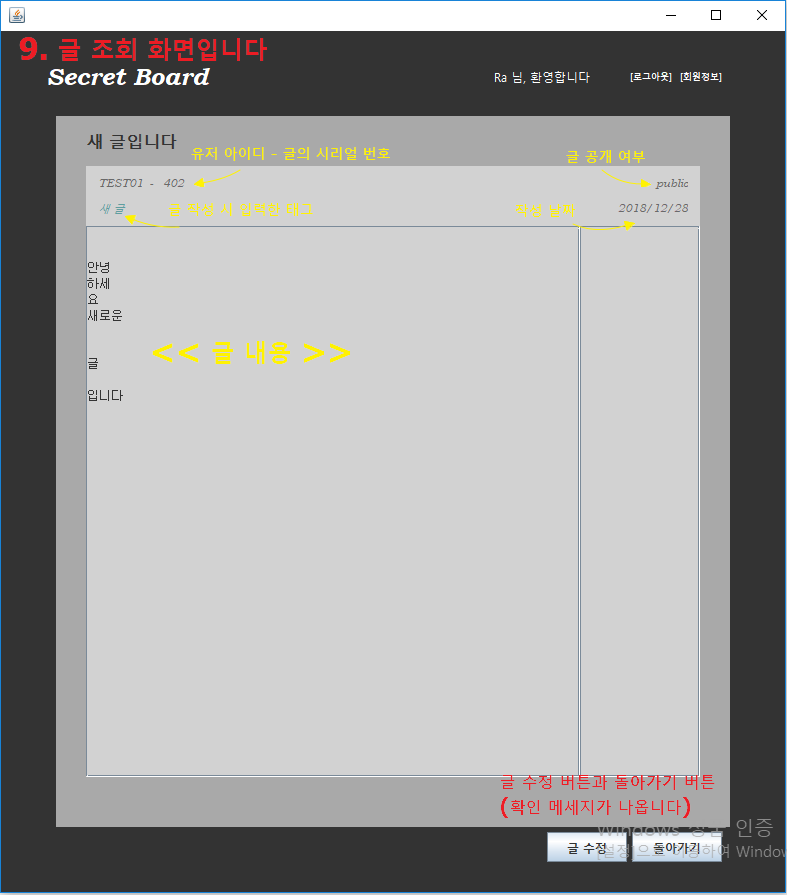 9. 글 조회 화면입니다
Secret Board
Ra 님, 환영합니다 [로그아웃] [회원정보]
새 글입니다
유저 아이디 - 글의 시리얼 번호
글 공개 여부
TEST01 - 402
public
새 글
글 작성 시 입력한 태그
작성 날짜
2018/12/28
안녕
하세
요
새로운
<< 글 내용 >>
글
입니다
글 수정 버튼과 돌아가기 버튼
(확인 메세지가 나옵니다)
Windows 정품 인증
글 수정
돌아가기
[설정]으로 이동하여 Window